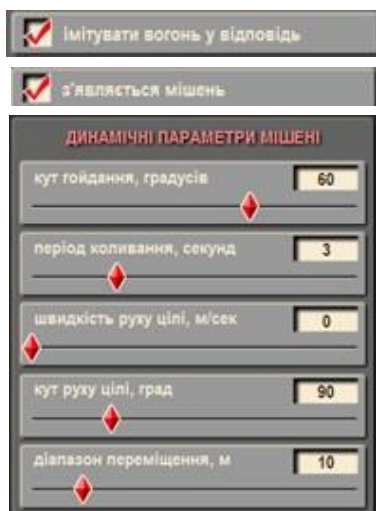 імітувати вогонь у відповідь
з'являється мішень
ДИНАМІЧНІ ПАРАМЕТРИ МІШЕНІ
кут гойдання, градусів 60
період коливання, секунд 3
швидкість руху цілі, м/сек 0
кут руху цілі, град 90
діапазон переміщення, м 10